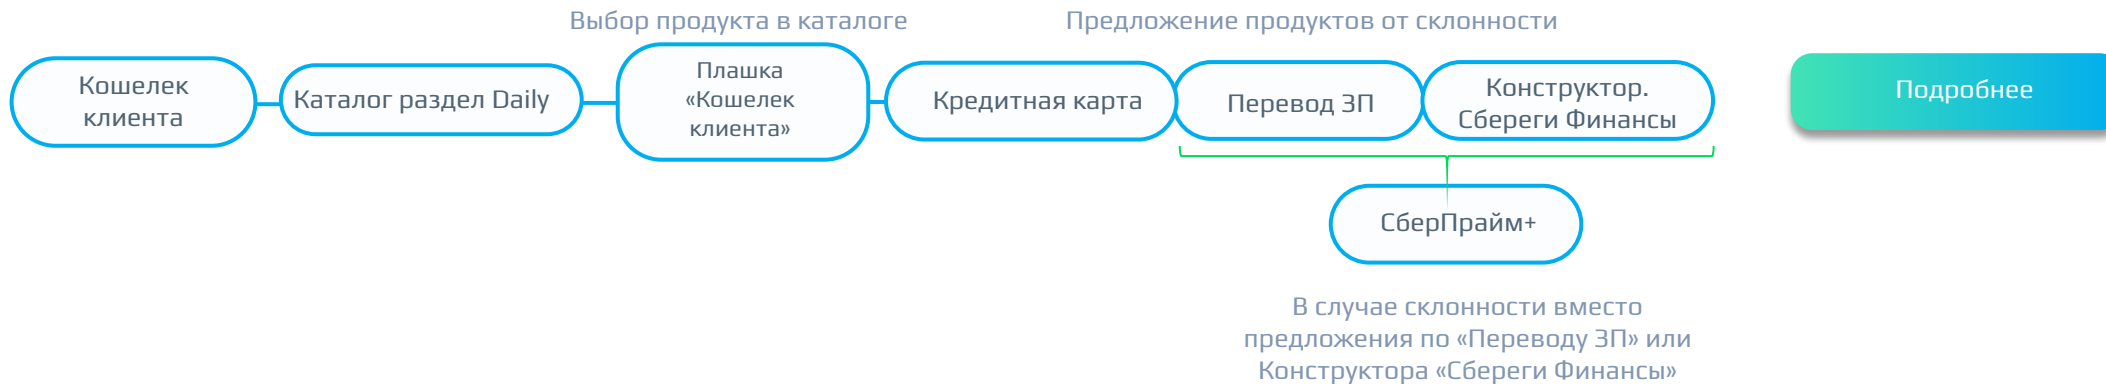 Выбор продукта в каталоге
Предложение продуктов от склонности
Кошелек
клиента
Каталог раздел Daily
Плашка
«Кошелек
клиента»
Кредитная карта
Перевод ЗП
Конструктор.
Сбереги Финансы
Подробнее
СберПрайм+
В случае склонности вместо
предложения по «Переводу ЗП» или
Конструктора «Сбереги Финансы»